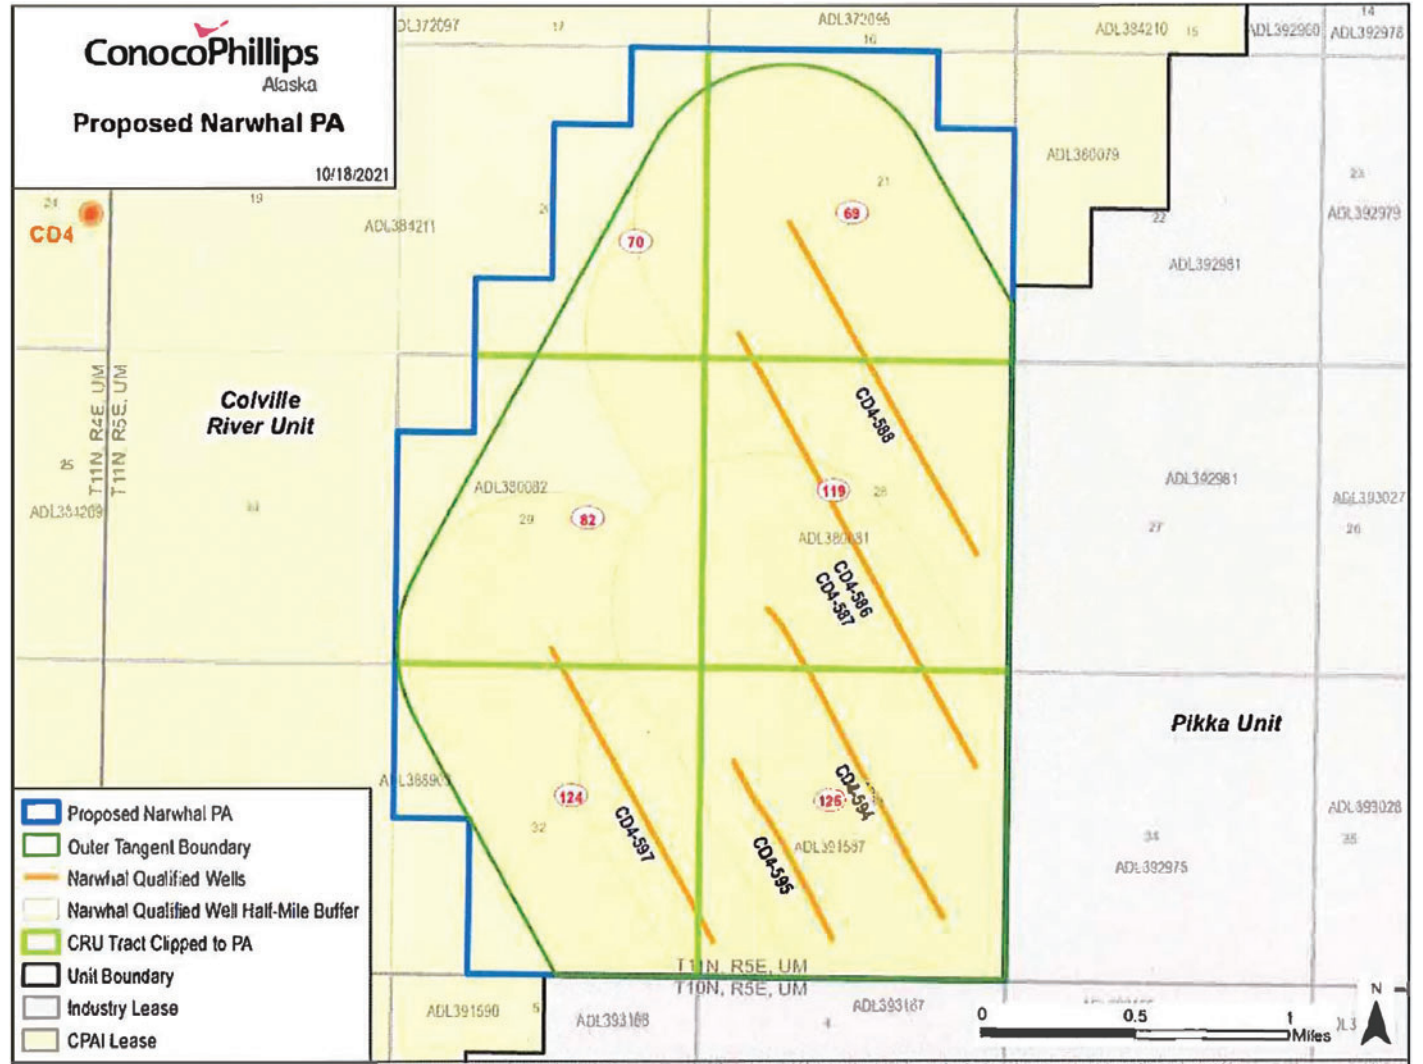 ConocoPhillips
Alaska
Proposed Narwhal PA
10/18/2021
ADL372097
17
ADL372096
16
ADL384210
15
ADL392960
14
ADL392978
24
CD4
19
ADL384211
70
69
21
ADL360079
22
23
ADL392979
ADL392981
T11N, R4E, UM
T11N, R5E, UM
Colville
River Unit
25
ADL384209
ADL380082
29
82
119
28
ADL380081
CD4-588
CD4-586
CD4-587
ADL392981
27
ADL393027
26
Pikka Unit
124
32
CD4-597
CD4-595
CD4-594
126
ADL391587
34
ADL392975
ADL393028
35
Proposed Narwhal PA
Outer Tangent Boundary
Narwhal Qualified Wells
Narwhal Qualified Well Half-Mile Buffer
CRU Tract Clipped to PA
Unit Boundary
Industry Lease
CPAI Lease
T11N, R5E, UM
T10N, R5E, UM
ADL391590
5
ADL393188
4
ADL393187
0
0.5
1
Miles
N